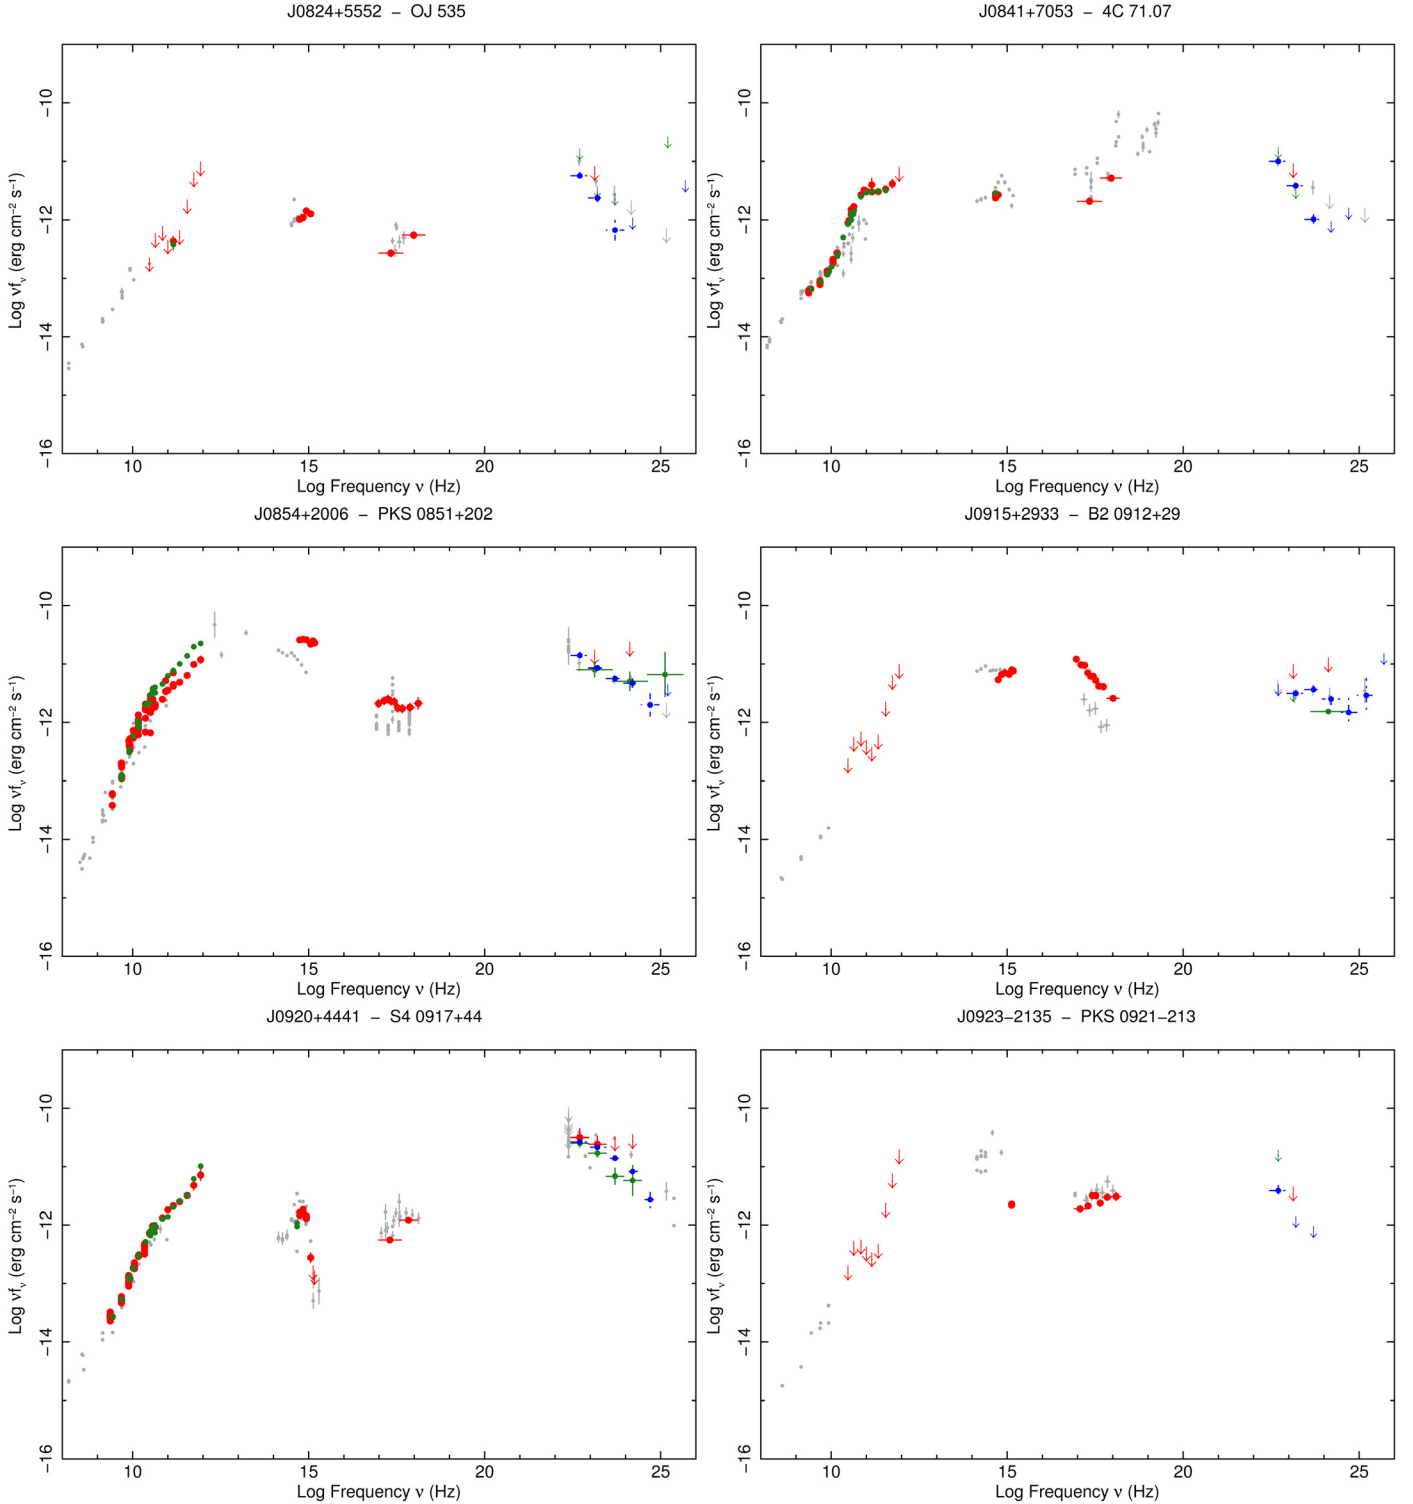 J0824+5552 – OJ 535
−10
−12
−14
−16
Log νfν (erg cm−2 s−1)
10 15 20 25
Log Frequency ν (Hz)
J0841+7053 – 4C 71.07
−10
−12
−14
−16
Log νfν (erg cm−2 s−1)
10 15 20 25
Log Frequency ν (Hz)
J0854+2006 – PKS 0851+202
−10
−12
−14
−16
Log νfν (erg cm−2 s−1)
10 15 20 25
Log Frequency ν (Hz)
J0915+2933 – B2 0912+29
−10
−12
−14
−16
Log νfν (erg cm−2 s−1)
10 15 20 25
Log Frequency ν (Hz)
J0920+4441 – S4 0917+44
−10
−12
−14
−16
Log νfν (erg cm−2 s−1)
10 15 20 25
Log Frequency ν (Hz)
J0923−2135 – PKS 0921−213
−10
−12
−14
−16
Log νfν (erg cm−2 s−1)
10 15 20 25
Log Frequency ν (Hz)